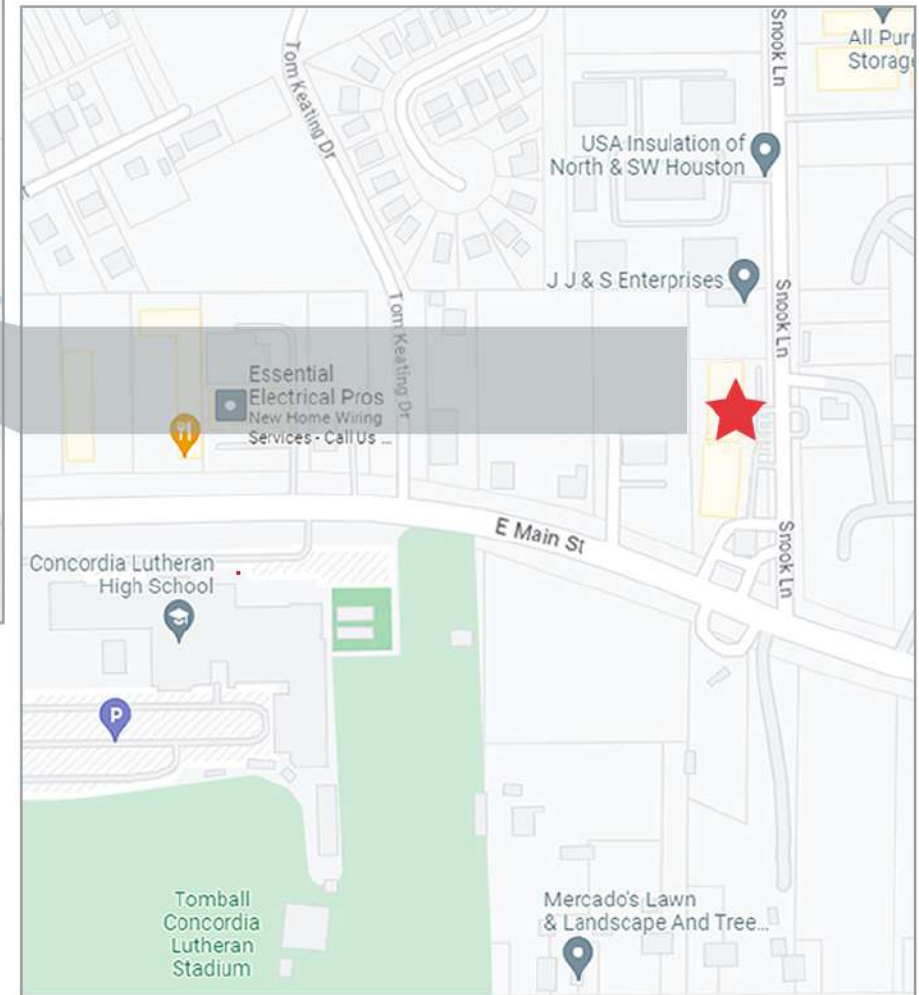 Snook Ln
All Pur
Storag
Tom Keating Dr
USA Insulation of
North & SW Houston
J J & S Enterprises
Snook Ln
Tom Keating Dr
Essential
Electrical Pros
New Home Wiring
Services - Call Us ...
E Main St
Snook Ln
Concordia Lutheran
High School
P
Tomball
Concordia
Lutheran
Stadium
Mercado's Lawn
& Landscape And Tree...